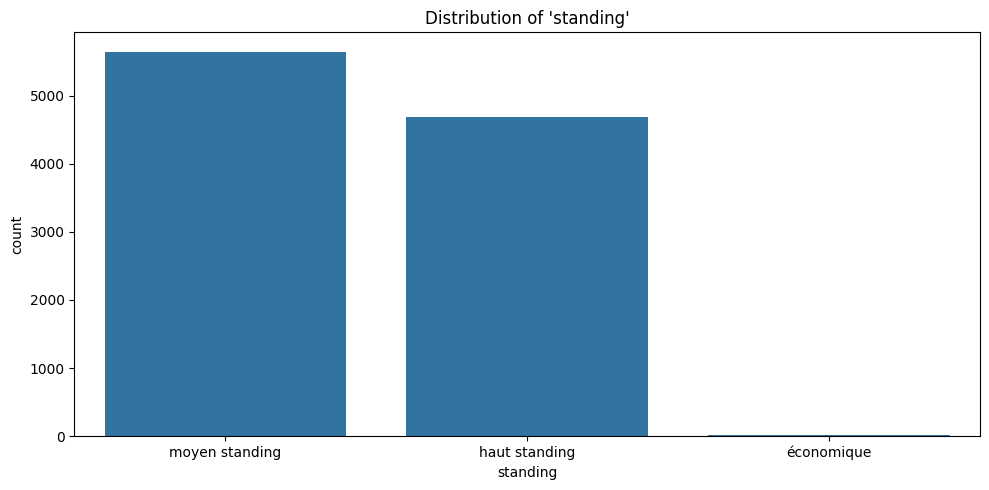 Distribution of 'standing'
count
5000
4000
3000
2000
1000
0
moyen standing
haut standing
économique
standing